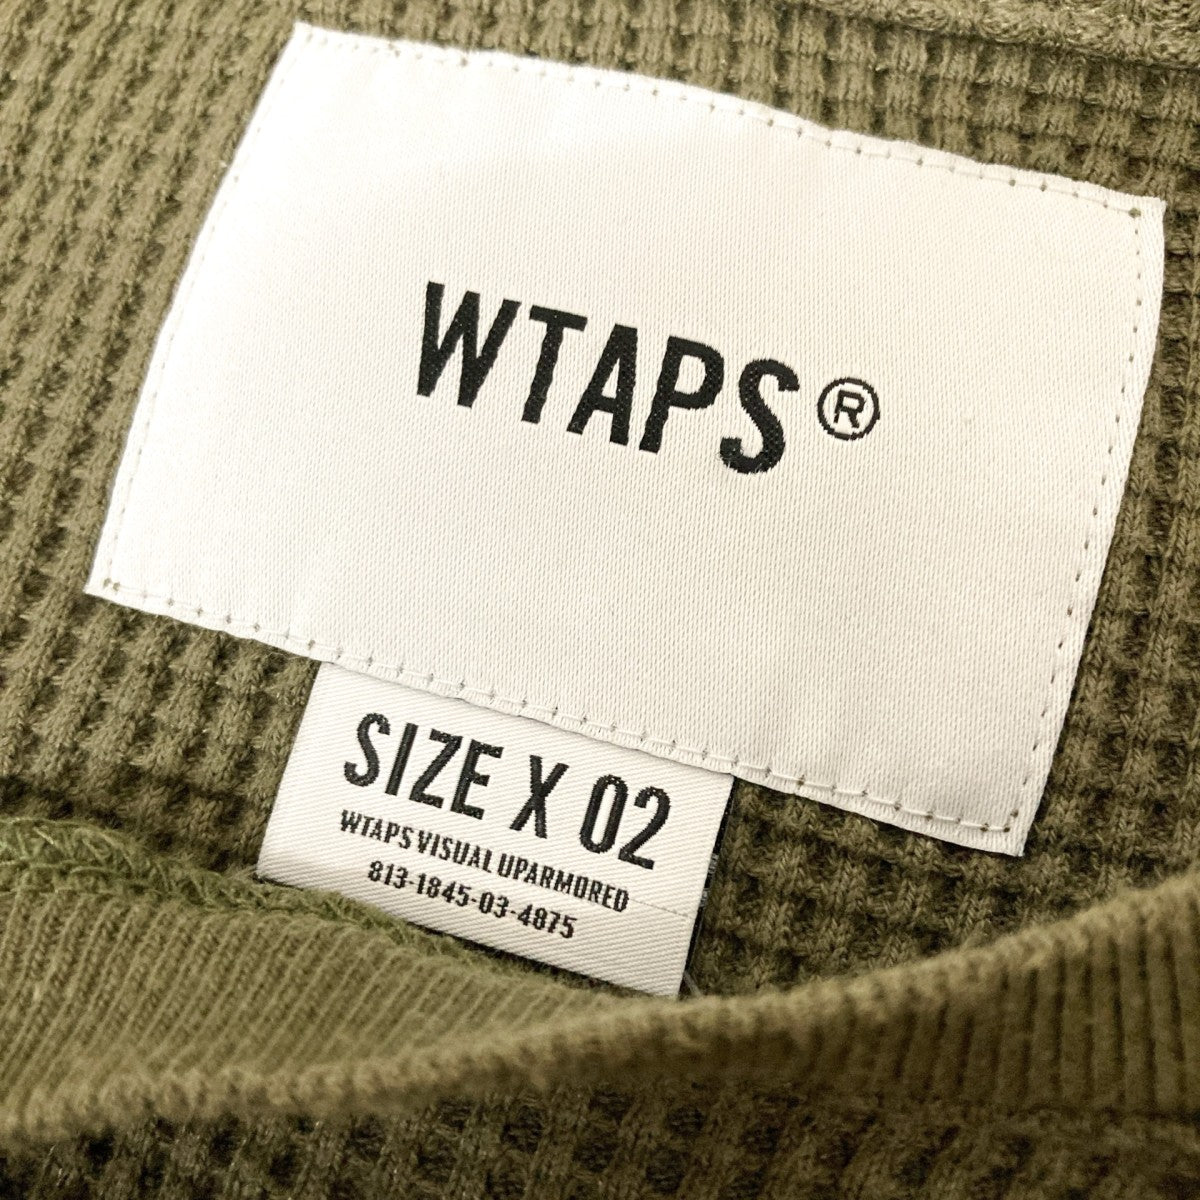 WTAPS®
SIZE X 02
WTAPS VISUAL UPARMORED
813-1845-03-4875